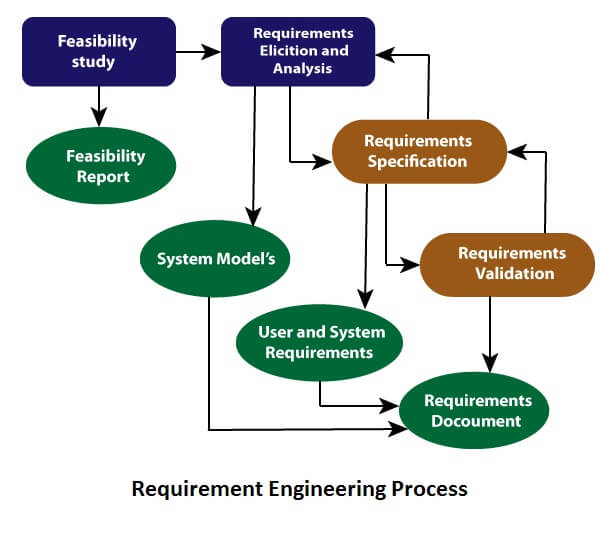 Feasibility
study
Requirements
Elicition and
Analysis
Requirements
Specification
Feasibility
Report
System Model's
Requirements
Validation
User and System
Requirements
Requirements
Docoument
Requirement Engineering Process